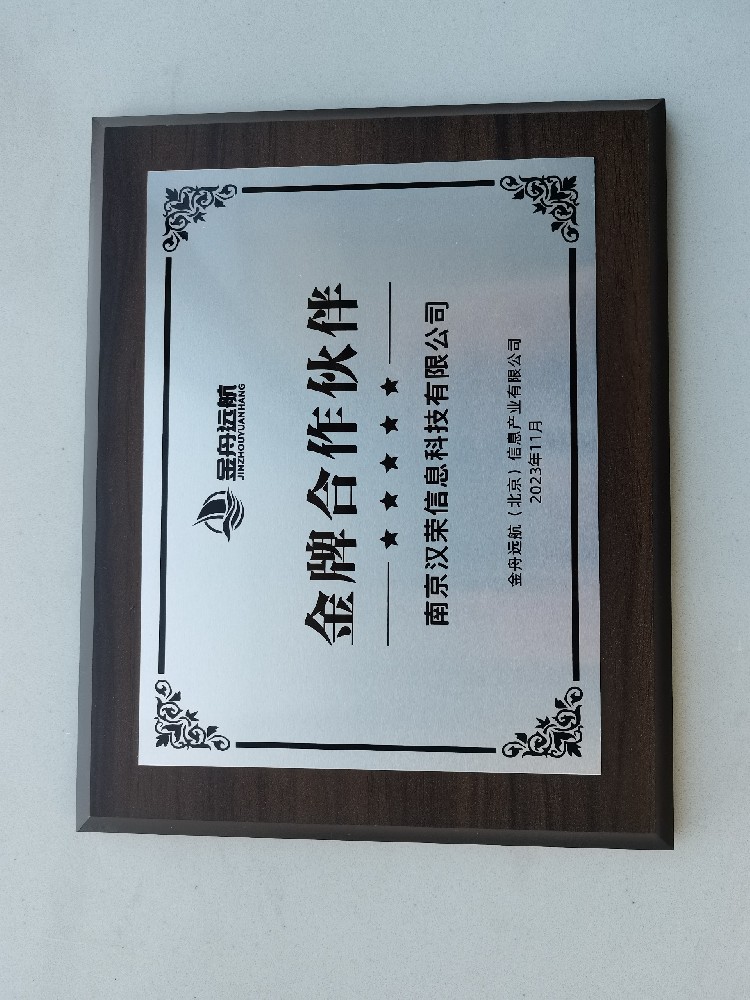 金舟远航
JINZHOUYUANHANG
金牌合作伙伴
★★★★★
南京汉荣信息科技有限公司
金舟远航（北京）信息产业有限公司
2023年11月